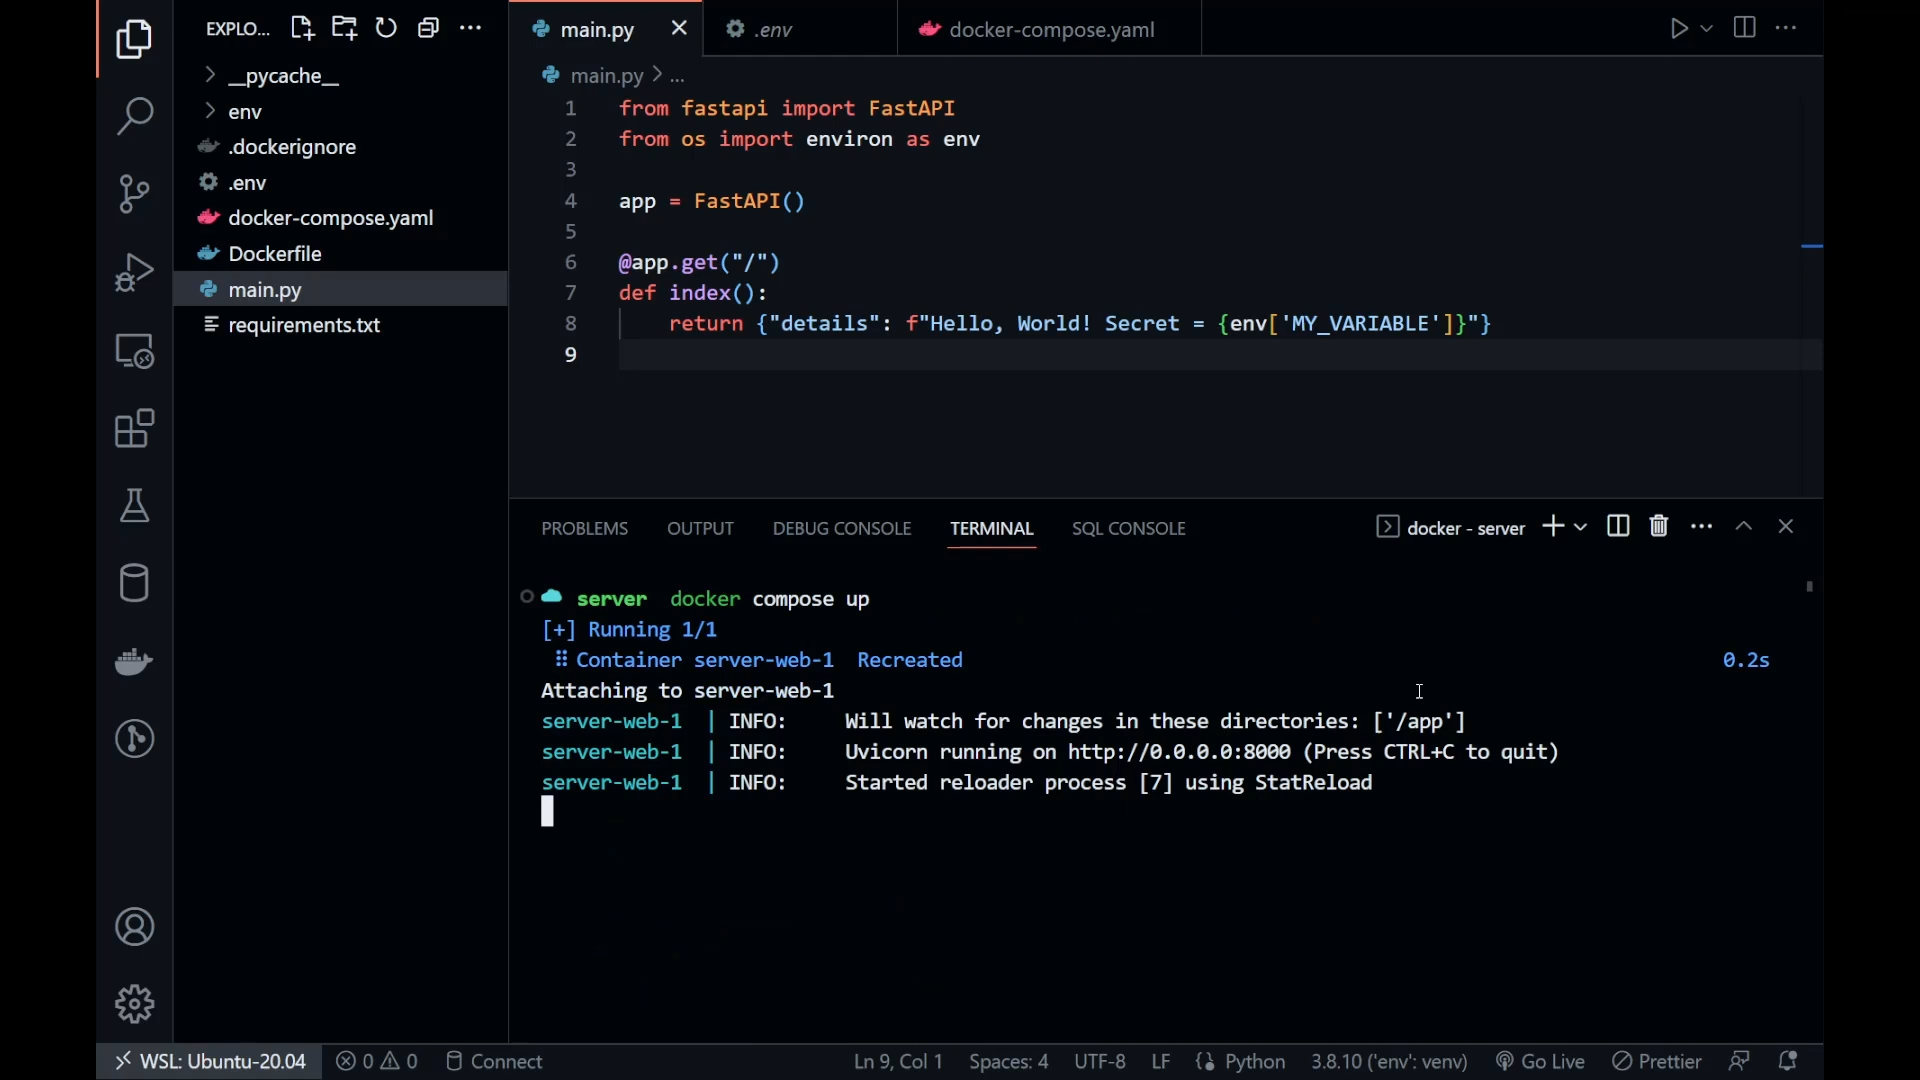 EXPLO...
__pycache__
env
.dockerignore
.env
docker-compose.yaml
Dockerfile
main.py
requirements.txt
main.py
.env
docker-compose.yaml
main.py > ...
1 from fastapi import FastAPI
2 from os import environ as env
3
4 app = FastAPI()
5
6 @app.get("/")
7 def index():
8 return {"details": f"Hello, World! Secret = {env['MY_VARIABLE']}"}
9
PROBLEMS OUTPUT DEBUG CONSOLE TERMINAL SQL CONSOLE docker - server
server docker compose up
[+] Running 1/1
Container server-web-1 Recreated 0.2s
Attaching to server-web-1
server-web-1 | INFO: Will watch for changes in these directories: ['/app']
server-web-1 | INFO: Uvicorn running on http://0.0.0.0:8000 (Press CTRL+C to quit)
server-web-1 | INFO: Started reloader process [7] using StatReload
WSL: Ubuntu-20.04 0 0 Connect Ln 9, Col 1 Spaces: 4 UTF-8 LF Python 3.8.10 ('env': venv) Go Live Prettier